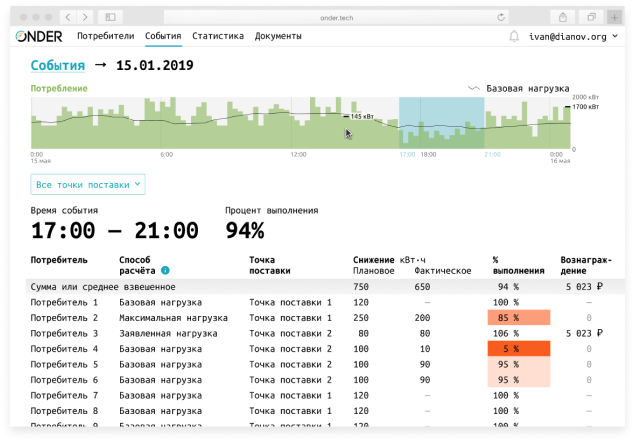 onder.tech
ONDER Потребители События Статистика Документы ivan@dianov.org
События → 15.01.2019
Потребление Базовая нагрузка
2000 кВт
1700 кВт
145 кВт
0
0:00 6:00 12:00 17:00 18:00 21:00 0:00
15 мая 16 мая
Все точки поставки
Время события Процент выполнения
17:00 — 21:00 94%
Потребитель Способ расчёта Точка поставки Снижение кВт·ч % выполнения Вознаграж-дение
Плановое Фактическое
Сумма или среднее взвешенное 750 650 94 % 5 023 ₽
Потребитель 1 Базовая нагрузка Точка поставки 1 120 — 100 % —
Потребитель 2 Максимальная нагрузка Точка поставки 1 250 200 85 % 0
Потребитель 3 Заявленная нагрузка Точка поставки 2 80 80 106 % 5 023 ₽
Потребитель 4 Базовая нагрузка Точка поставки 2 100 10 5 % 0
Потребитель 5 Базовая нагрузка Точка поставки 2 100 90 95 % 0
Потребитель 6 Базовая нагрузка Точка поставки 2 100 90 95 % 0
Потребитель 7 Базовая нагрузка Точка поставки 1 120 — 100 % —
Потребитель 8 Базовая нагрузка Точка поставки 1 120 — 100 % —
Потребитель 9 Базовая нагрузка Точка поставки 1 120 — 100 % —